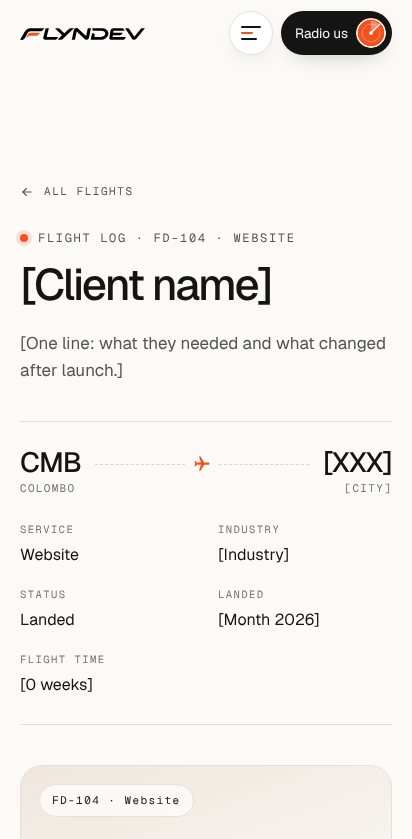 FLYNDEV
Radio us
← ALL FLIGHTS
FLIGHT LOG · FD-104 · WEBSITE
[Client name]
[One line: what they needed and what changed
after launch.]
CMB [XXX]
COLOMBO [CITY]
SERVICE INDUSTRY
Website [Industry]
STATUS LANDED
Landed [Month 2026]
FLIGHT TIME
[0 weeks]
FD-104 · Website